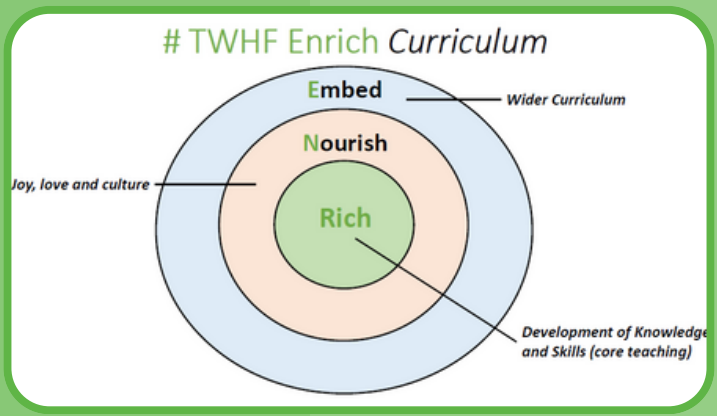 # TWHF Enrich Curriculum
Embed
Wider Curriculum
Nourish
Joy, love and culture
Rich
Development of Knowledge
and Skills (core teaching)